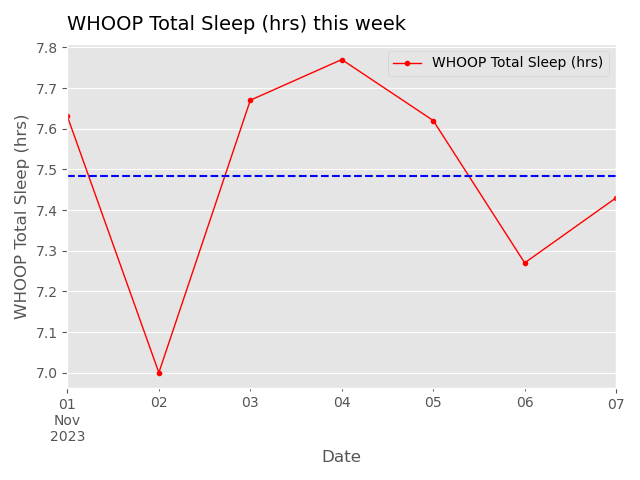 WHOOP Total Sleep (hrs) this week
WHOOP Total Sleep (hrs)
WHOOP Total Sleep (hrs)
7.8
7.7
7.6
7.5
7.4
7.3
7.2
7.1
7.0
01 02 03 04 05 06 07
Nov
2023
Date